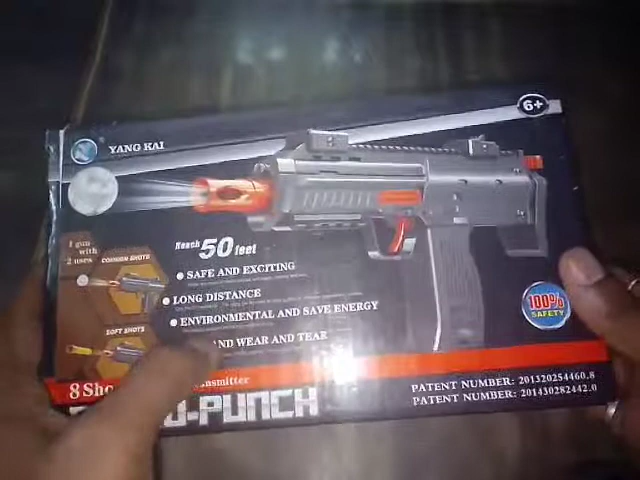 6+
YANG KAI
1 gun
with
2 uses
COMMON SHOTS
SOFT SHOTS
Reach 50 feet
SAFE AND EXCITING
LONG DISTANCE
ENVIRONMENTAL AND SAVE ENERGY
ND WEAR AND TEAR
100%
SAFETY
8 Sho nsmitter
-PUNCH
PATENT NUMBER: 201320254460.8
PATENT NUMBER: 201430282442.0